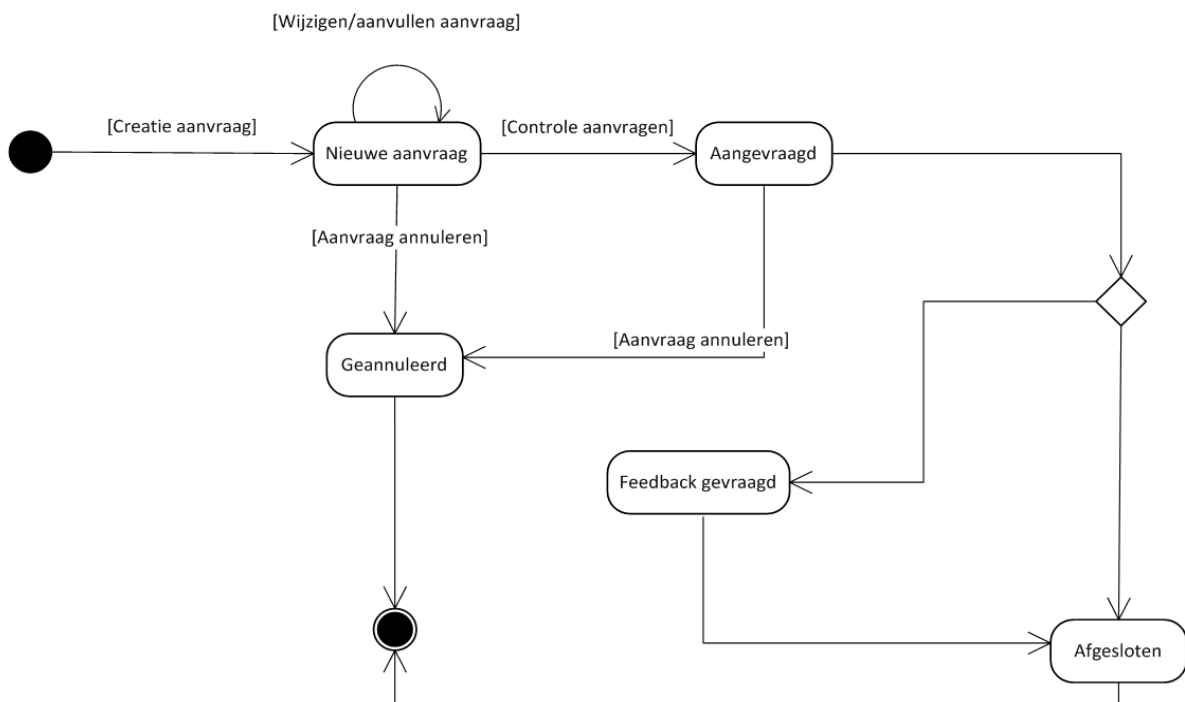 [Wijzigen/aanvullen aanvraag]
[Creatie aanvraag]
[Controle aanvragen]
Nieuwe aanvraag
Aangevraagd
[Aanvraag annuleren]
[Aanvraag annuleren]
Geannuleerd
Feedback gevraagd
Afgesloten